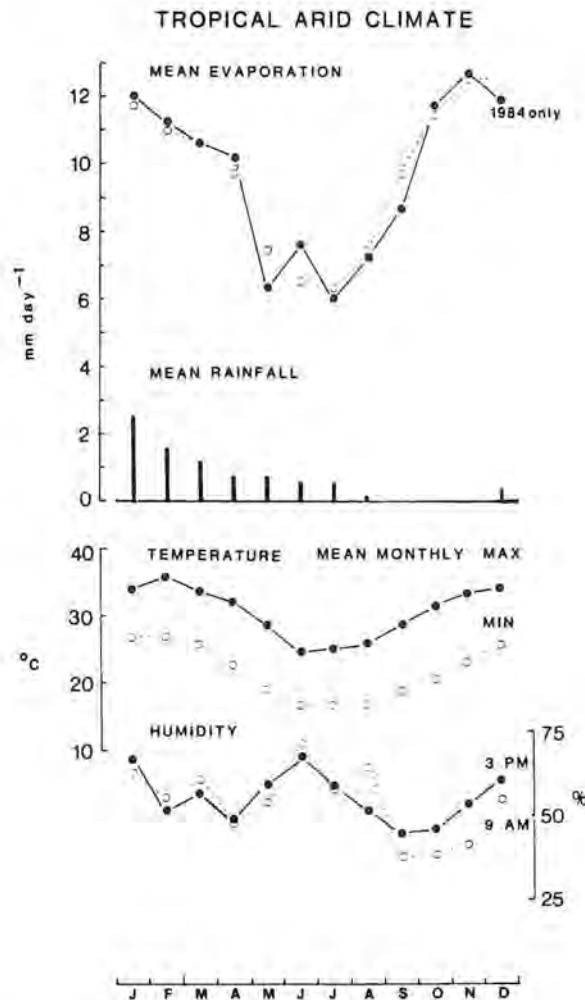 TROPICAL ARID CLIMATE
MEAN EVAPORATION
12
1984 only
10
8
6
mm day⁻¹
4
MEAN RAINFALL
2
0
40
TEMPERATURE MEAN MONTHLY MAX
30
MIN
°C
20
HUMIDITY
75
10
3 PM
%
50
9 AM
25
J F M A M J J A S O N D